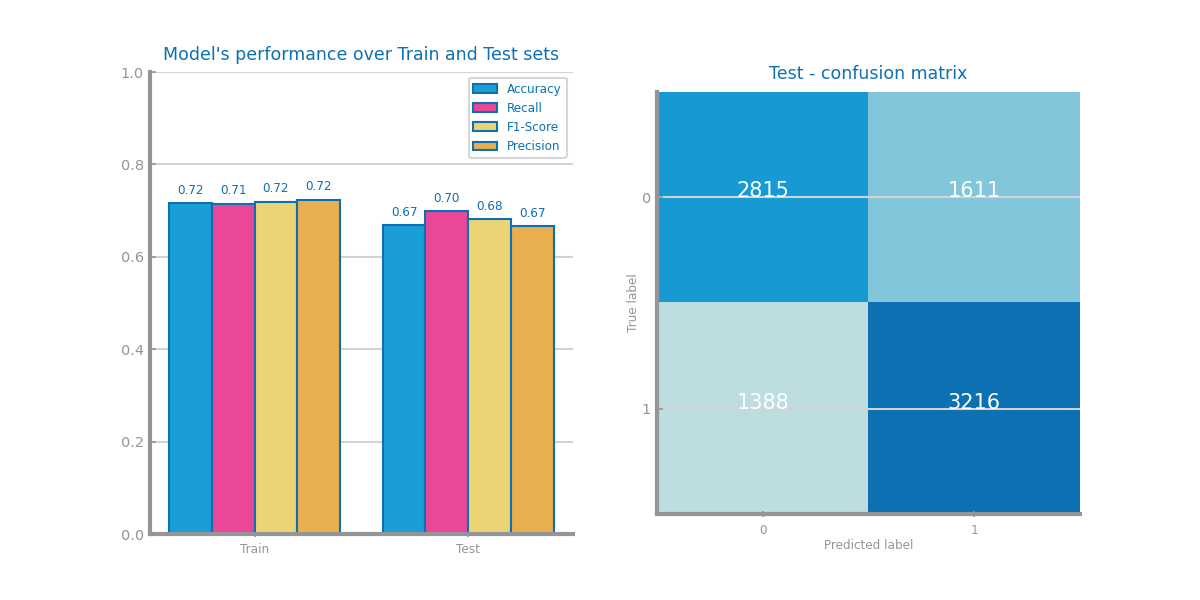 Model's performance over Train and Test sets
1.0
0.8
0.6
0.4
0.2
0.0
Accuracy
Recall
F1-Score
Precision
0.72 0.71 0.72 0.72
0.67 0.70 0.68 0.67
Train Test
Test - confusion matrix
True label
0
1
2815 1611
1388 3216
0 1
Predicted label